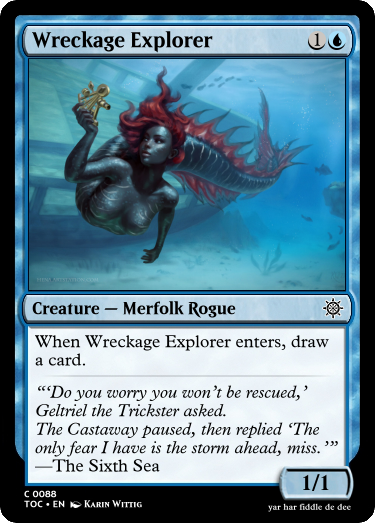 Wreckage Explorer 1
Creature — Merfolk Rogue
When Wreckage Explorer enters, draw
a card.
“‘Do you worry you won’t be rescued,’
Geltriel the Trickster asked.
The Castaway paused, then replied ‘The
only fear I have is the storm ahead, miss.’”
—The Sixth Sea
1/1
C 0088
TOC • EN Karin Wittig
yar har fiddle de dee